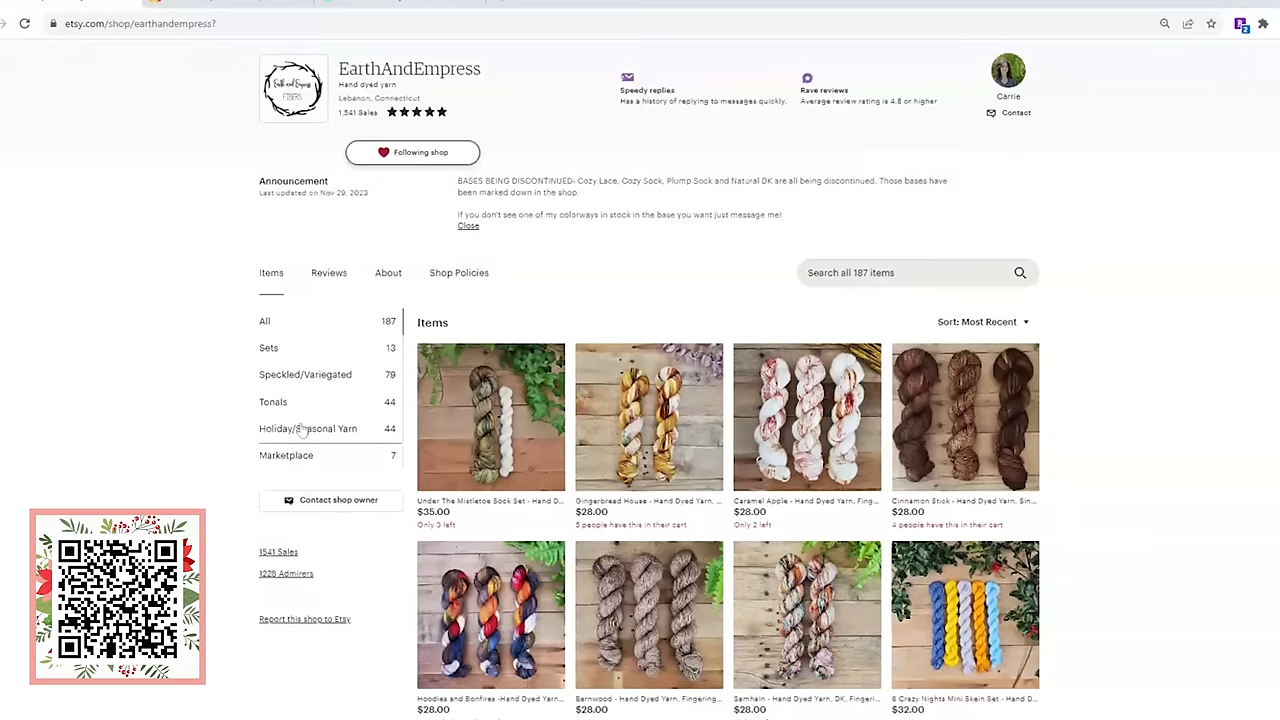 etsy.com/shop/earthandempress?
Earth and Empress
FIBERS
EarthAndEmpress
Hand dyed yarn
Lebanon, Connecticut
1,541 Sales
Following shop
Speedy replies
Has a history of replying to messages quickly.
Rave reviews
Average review rating is 4.8 or higher
Carrie
Contact
Announcement
Last updated on Nov 29, 2023
BASES BEING DISCONTINUED- Cozy Lace, Cozy Sock, Plump Sock and Natural DK are all being discontinued. Those bases have
been marked down in the shop.
If you don't see one of my colorways in stock in the base you want just message me!
Close
Items
Reviews
About
Shop Policies
Search all 187 items
All 187
Sets 13
Speckled/Variegated 79
Tonals 44
Holiday/Seasonal Yarn 44
Marketplace 7
Contact shop owner
1541 Sales
1228 Admirers
Report this shop to Etsy
Items
Sort: Most Recent
Under The Mistletoe Sock Set - Hand D...
$35.00
Only 3 left
Gingerbread House - Hand Dyed Yarn, ...
$28.00
5 people have this in their cart
Caramel Apple - Hand Dyed Yarn, Fing...
$28.00
Only 2 left
Cinnamon Stick - Hand Dyed Yarn, Sin...
$28.00
4 people have this in their cart
Hoodies and Bonfires -Hand Dyed Yarn...
$28.00
Barnwood - Hand Dyed Yarn, Fingering...
$28.00
Samhain - Hand Dyed Yarn, DK, Fingeri...
$28.00
8 Crazy Nights Mini Skein Set - Hand D...
$32.00